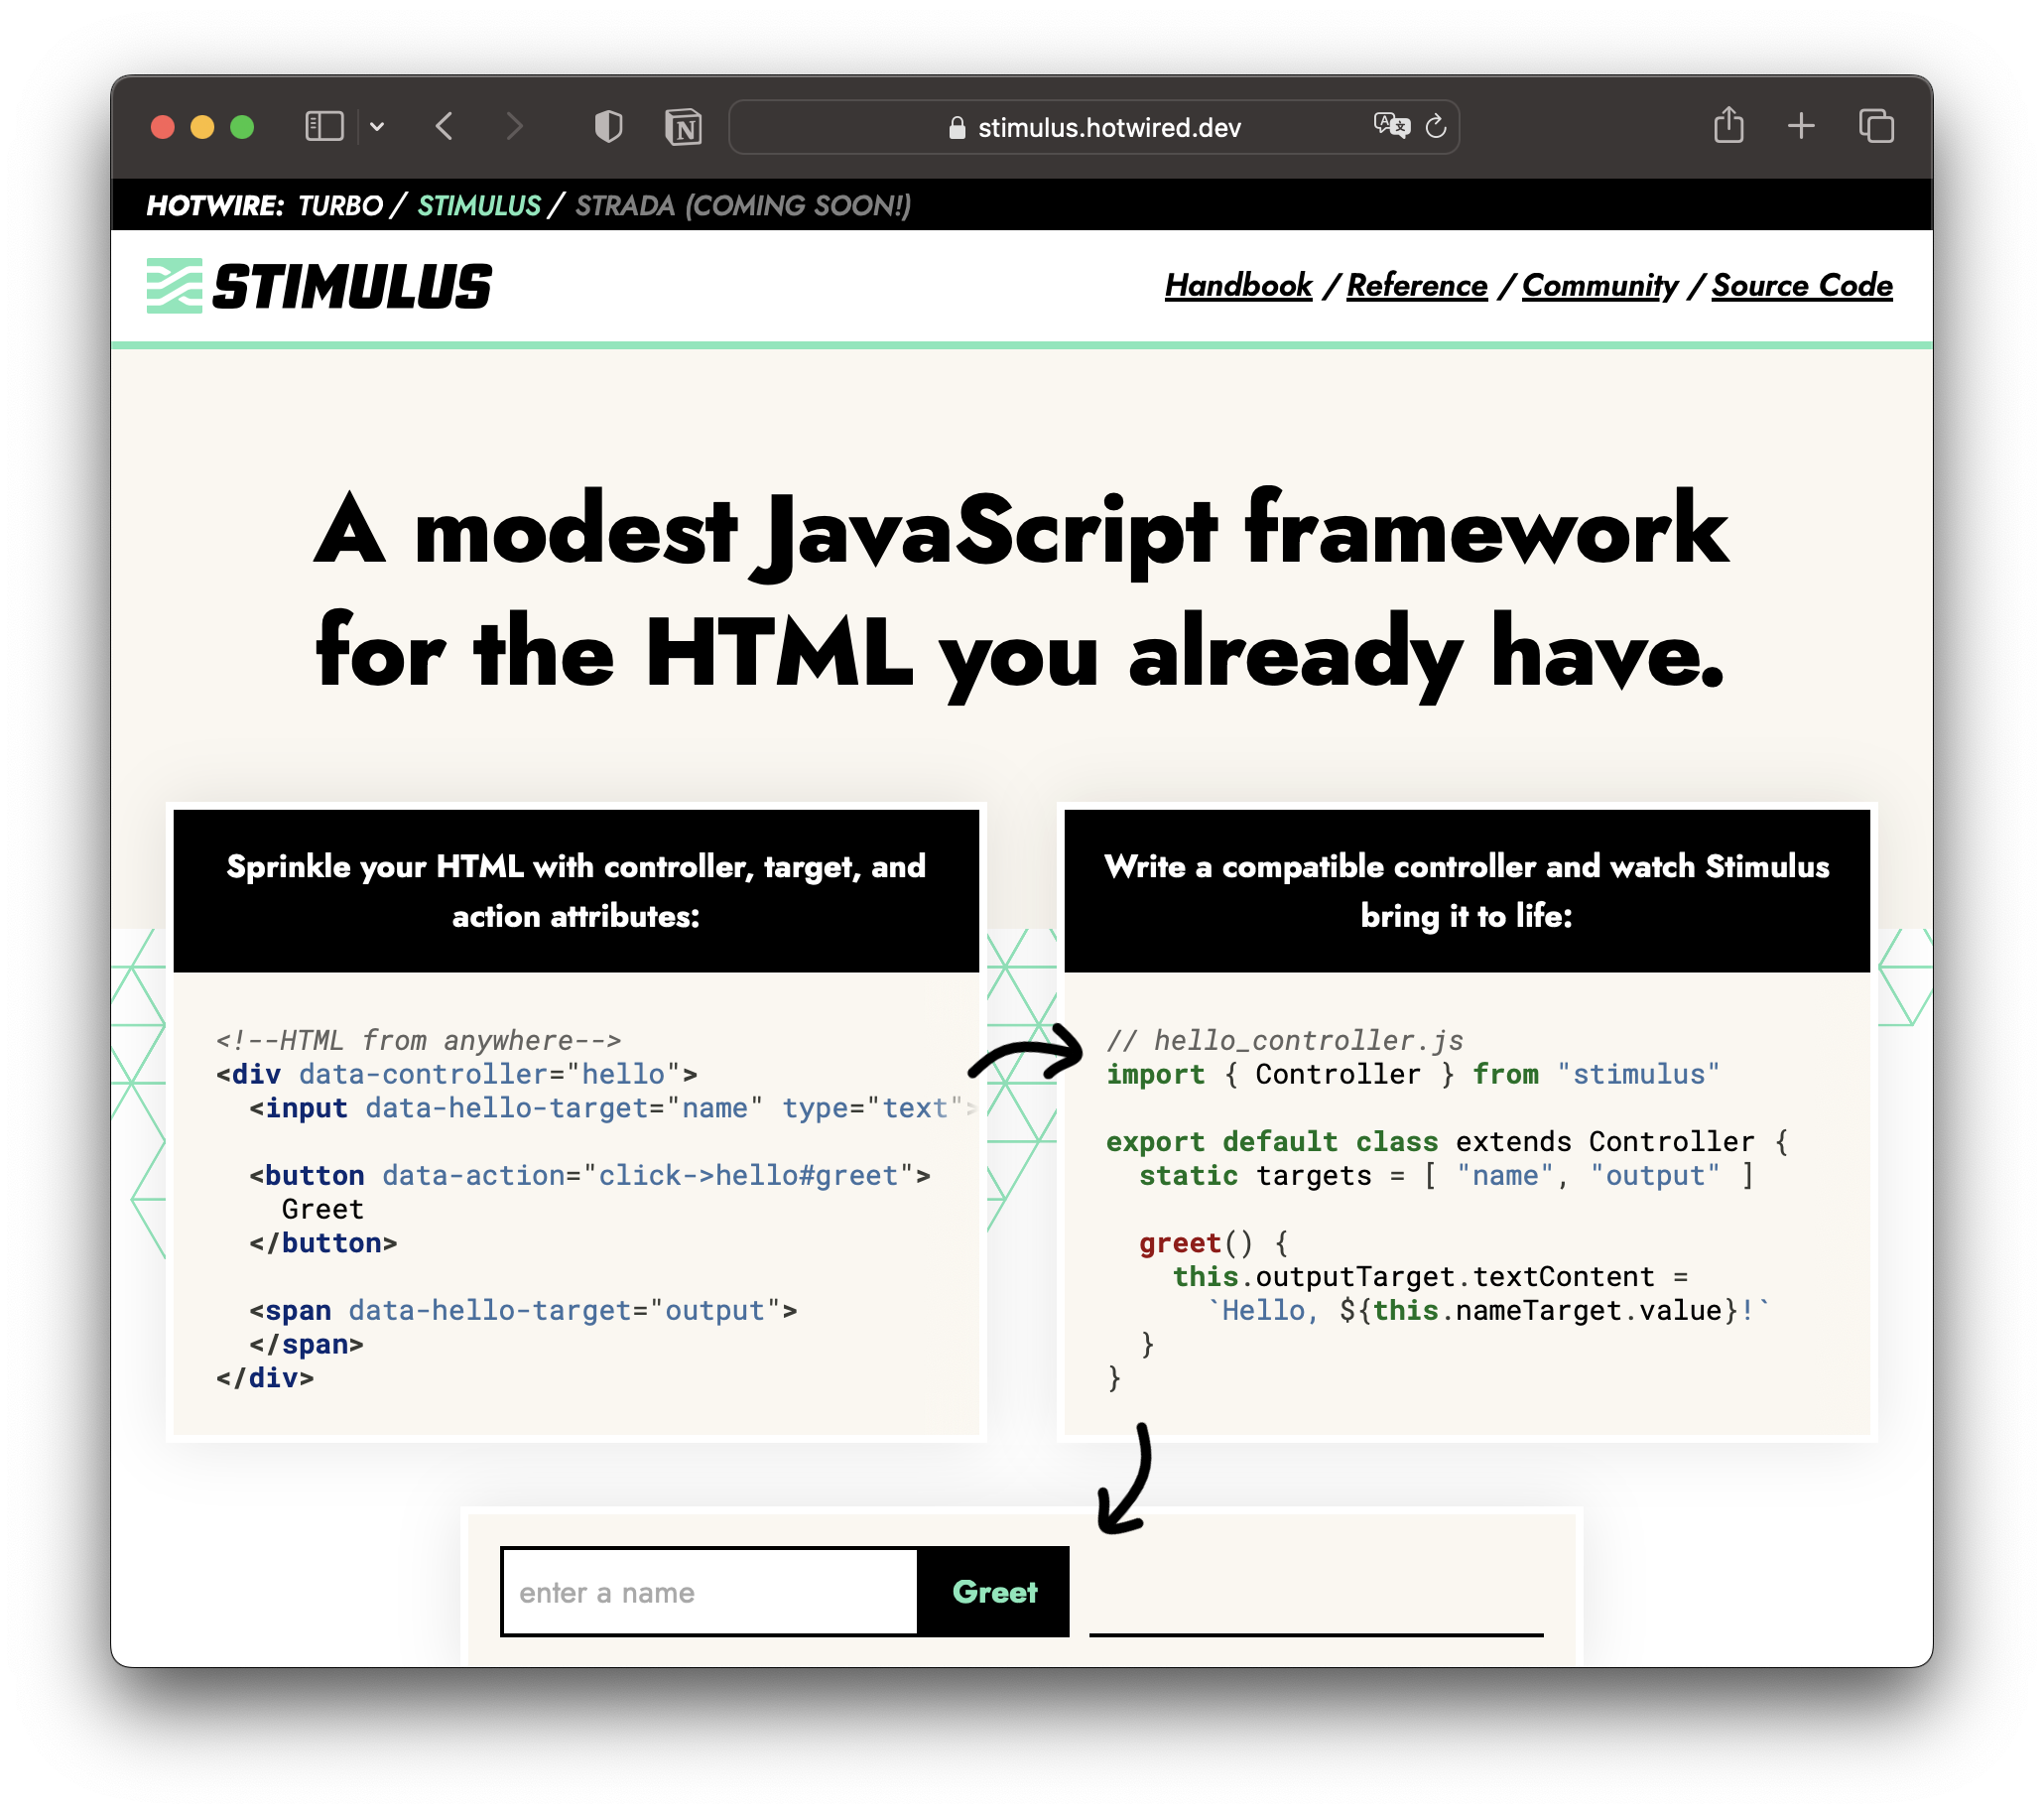 stimulus.hotwired.dev
HOTWIRE: TURBO / STIMULUS / STRADA (COMING SOON!)
STIMULUS
Handbook / Reference / Community / Source Code
A modest JavaScript framework
for the HTML you already have.
Sprinkle your HTML with controller, target, and
action attributes:
<!--HTML from anywhere-->
<div data-controller="hello">
  <input data-hello-target="name" type="text">
  <button data-action="click->hello#greet">
    Greet
  </button>
  <span data-hello-target="output">
  </span>
</div>
Write a compatible controller and watch Stimulus
bring it to life:
// hello_controller.js
import { Controller } from "stimulus"
export default class extends Controller {
  static targets = [ "name", "output" ]
  greet() {
    this.outputTarget.textContent =
      `Hello, ${this.nameTarget.value}!`
  }
}
enter a name
Greet